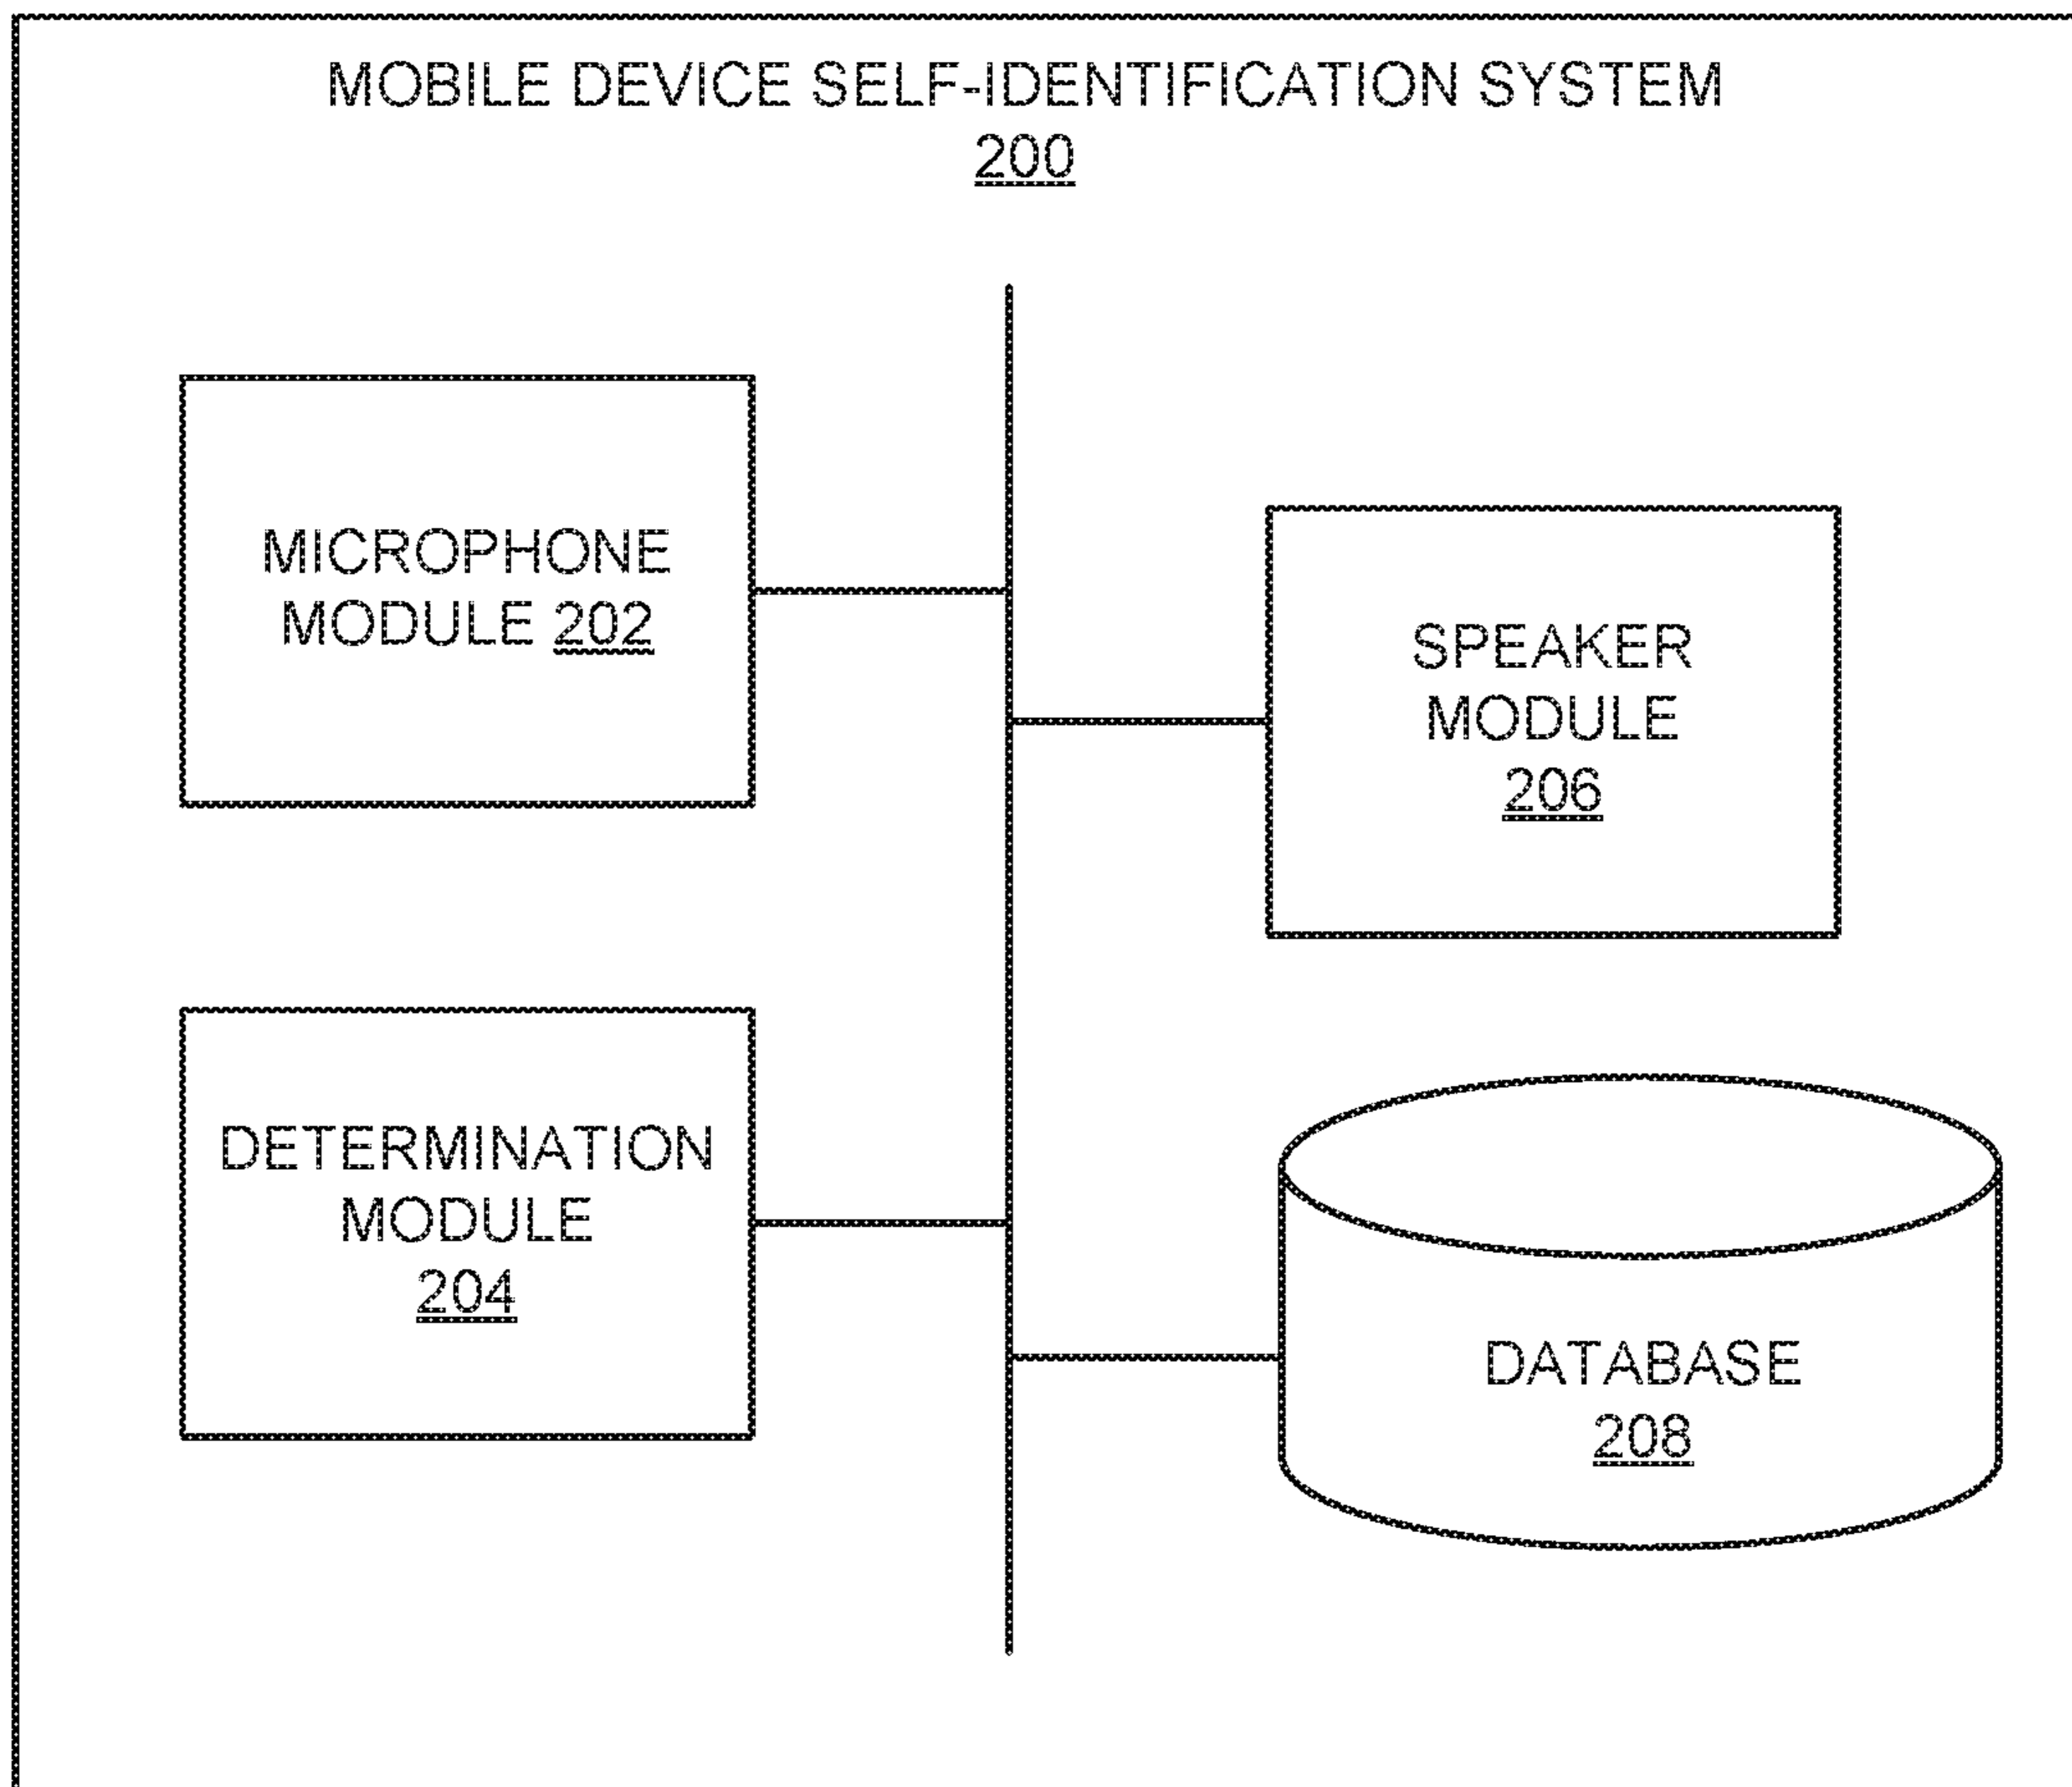 MOBILE DEVICE SELF-IDENTIFICATION SYSTEM
200
MICROPHONE
MODULE 202
SPEAKER
MODULE
206
DETERMINATION
MODULE
204
DATABASE
208